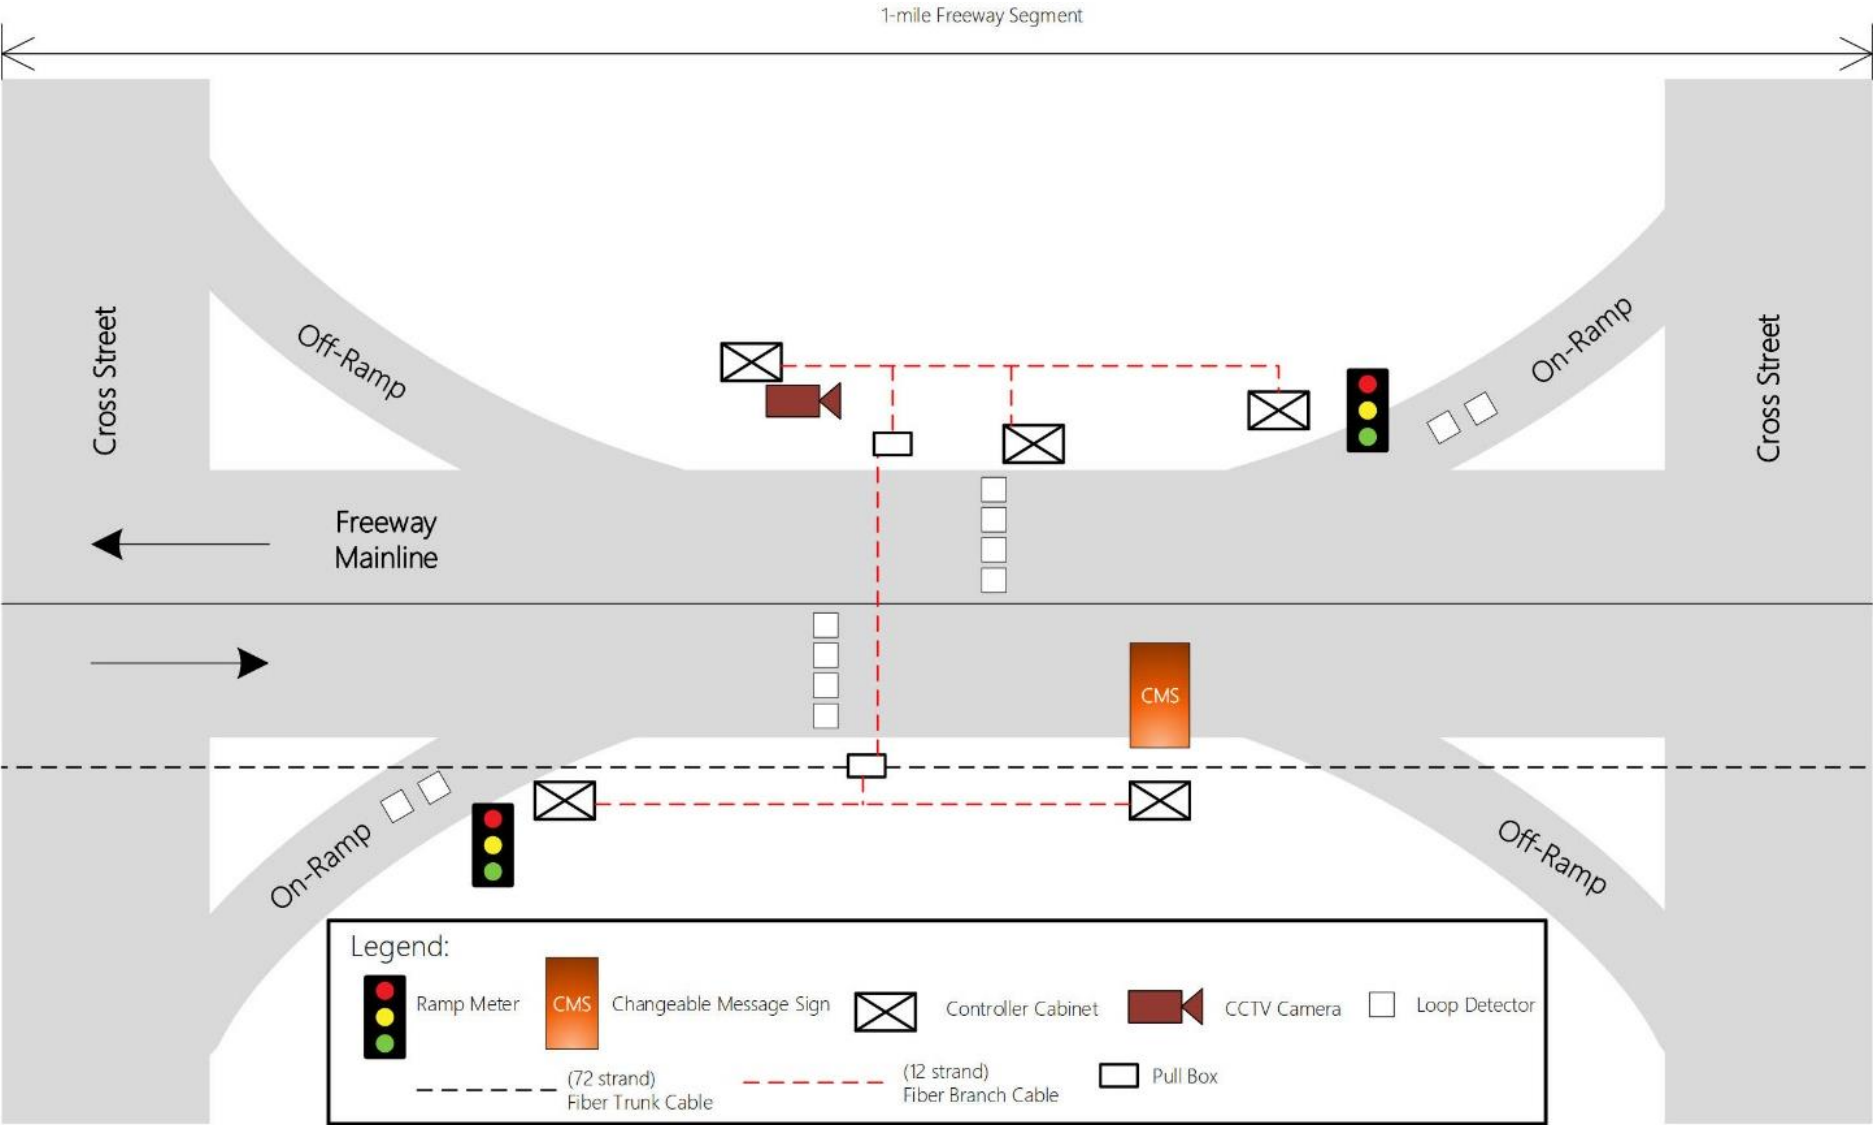 1-mile Freeway Segment
Cross Street
Off-Ramp
On-Ramp
Cross Street
Freeway
Mainline
CMS
On-Ramp
Off-Ramp
Legend:
Ramp Meter
CMS
Changeable Message Sign
Controller Cabinet
CCTV Camera
Loop Detector
(72 strand)
Fiber Trunk Cable
(12 strand)
Fiber Branch Cable
Pull Box